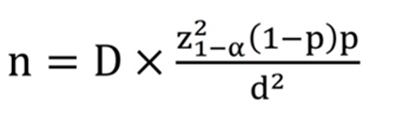 n = D × z²₁₋α(1−p)p / d²